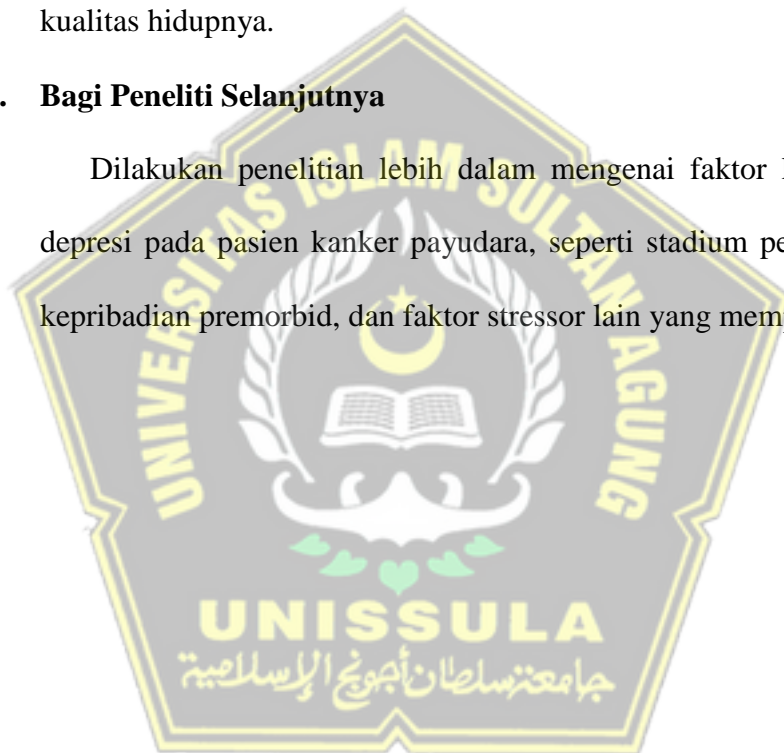 kualitas hidupnya.
. Bagi Peneliti Selanjutnya
Dilakukan penelitian lebih dalam mengenai faktor
depresi pada pasien kanker payudara, seperti stadium
kepribadian premorbid, dan faktor stressor lain yang
UNIVERSITAS ISLAM SULTAN AGUNG
UNISSULA
جامعة سلطان أجونج الإسلامية